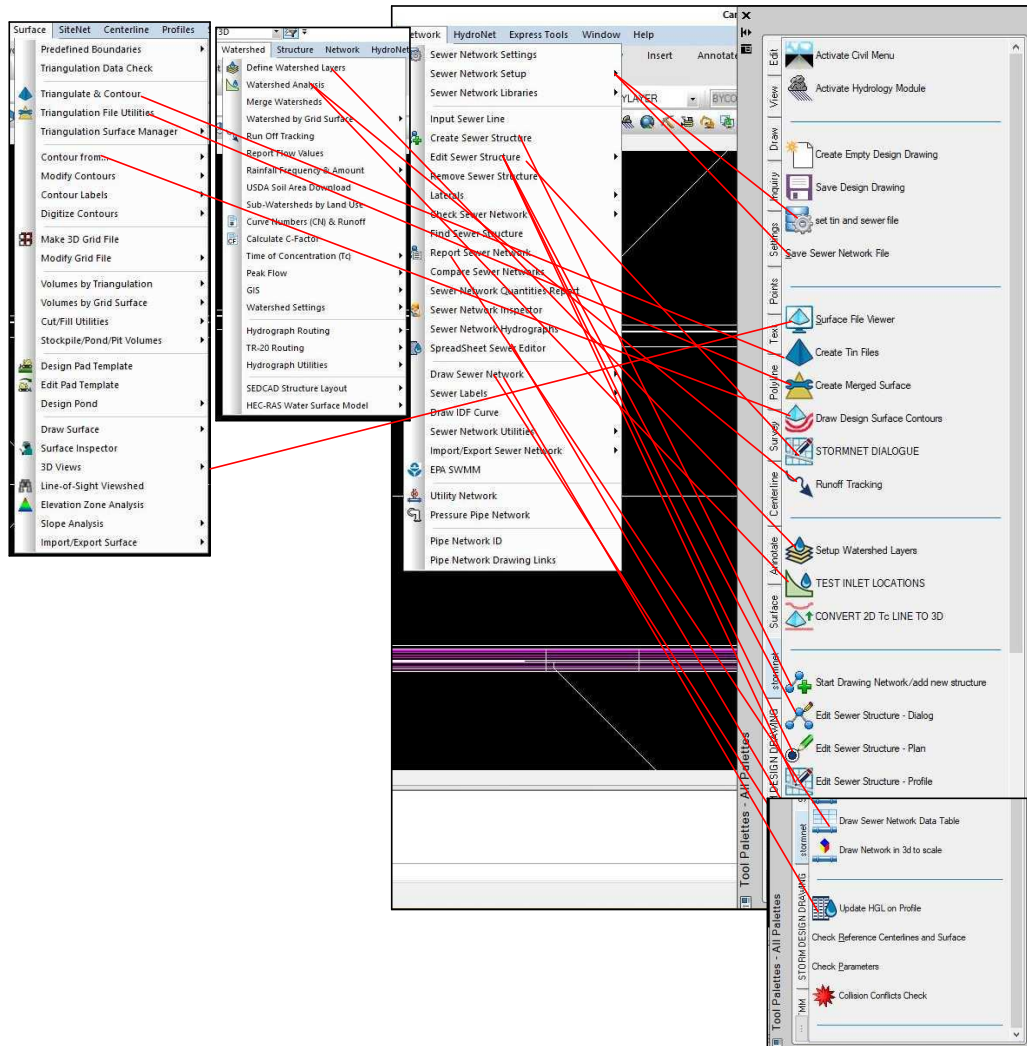 Surface SiteNet Centerline Profiles
Predefined Boundaries
Triangulation Data Check
Triangulate & Contour
Triangulation File Utilities
Triangulation Surface Manager
Contour from...
Modify Contours
Contour Labels
Digitize Contours
Make 3D Grid File
Modify Grid File
Volumes by Triangulation
Volumes by Grid Surface
Cut/Fill Utilities
Stockpile/Pond/Pit Volumes
Design Pad Template
Edit Pad Template
Design Pond
Draw Surface
Surface Inspector
3D Views
Line-of-Sight Viewshed
Elevation Zone Analysis
Slope Analysis
Import/Export Surface
3D
Watershed Structure Network HydroNet
Define Watershed Layers
Watershed Analysis
Merge Watersheds
Watershed by Grid Surface
Run Off Tracking
Report Flow Values
Rainfall Frequency & Amount
USDA Soil Area Download
Sub-Watersheds by Land Use
Curve Numbers (CN) & Runoff
CF Calculate C-Factor
Time of Concentration (Tc)
Peak Flow
GIS
Watershed Settings
Hydrograph Routing
TR-20 Routing
Hydrograph Utilities
SEDCAD Structure Layout
HEC-RAS Water Surface Model
Car
etwork HydroNet Express Tools Window Help
Insert Annotate
YLAYER BYCO
Sewer Network Settings
Sewer Network Setup
Sewer Network Libraries
Input Sewer Line
Create Sewer Structure
Edit Sewer Structure
Remove Sewer Structure
Laterals
Check Sewer Network
Find Sewer Structure
Report Sewer Network
Compare Sewer Networks
Sewer Network Quantities Report
Sewer Network Inspector
Sewer Network Hydrographs
SpreadSheet Sewer Editor
Draw Sewer Network
Sewer Labels
Draw IDF Curve
Sewer Network Utilities
Import/Export Sewer Network
EPA SWMM
Utility Network
Pressure Pipe Network
Pipe Network ID
Pipe Network Drawing Links
Tool Palettes - All Palettes
Edit
View
Draw
Inquiry
Settings
Points
Text
Polyline
Survey
Centerline
Annotate
Surface
stormnet
DESIGN DRAWING
Activate Civil Menu
Activate Hydrology Module
Create Empty Design Drawing
Save Design Drawing
set tin and sewer file
Save Sewer Network File
Surface File Viewer
Create Tin Files
Create Merged Surface
Draw Design Surface Contours
STORMNET DIALOGUE
Runoff Tracking
Setup Watershed Layers
TEST INLET LOCATIONS
CONVERT 2D Tc LINE TO 3D
Start Drawing Network/add new structure
Edit Sewer Structure - Dialog
Edit Sewer Structure - Plan
Edit Sewer Structure - Profile
Tool Palettes - All Palettes
stormnet
STORM DESIGN DRAWING
MM
Draw Sewer Network Data Table
Draw Network in 3d to scale
Update HGL on Profile
Check Reference Centerlines and Surface
Check Parameters
Collision Conflicts Check